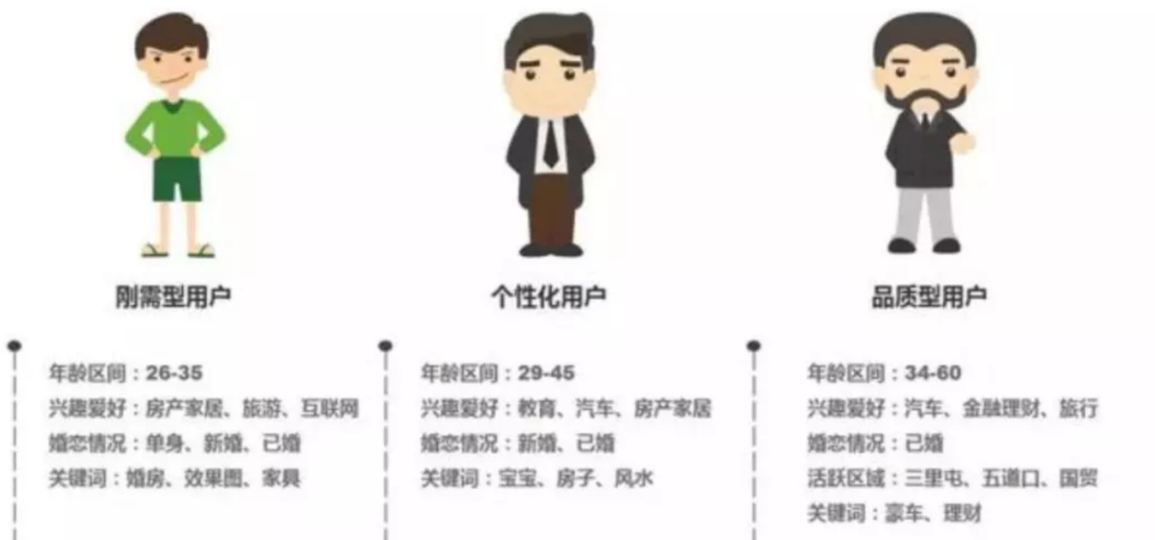 刚需型用户
年龄区间：26-35
兴趣爱好：房产家居、旅游、互联网
婚恋情况：单身、新婚、已婚
关键词：婚房、效果图、家具
个性化用户
年龄区间：29-45
兴趣爱好：教育、汽车、房产家居
婚恋情况：新婚、已婚
关键词：宝宝、房子、风水
品质型用户
年龄区间：34-60
兴趣爱好：汽车、金融理财、旅行
婚恋情况：已婚
活跃区域：三里屯、五道口、国贸
关键词：豪车、理财